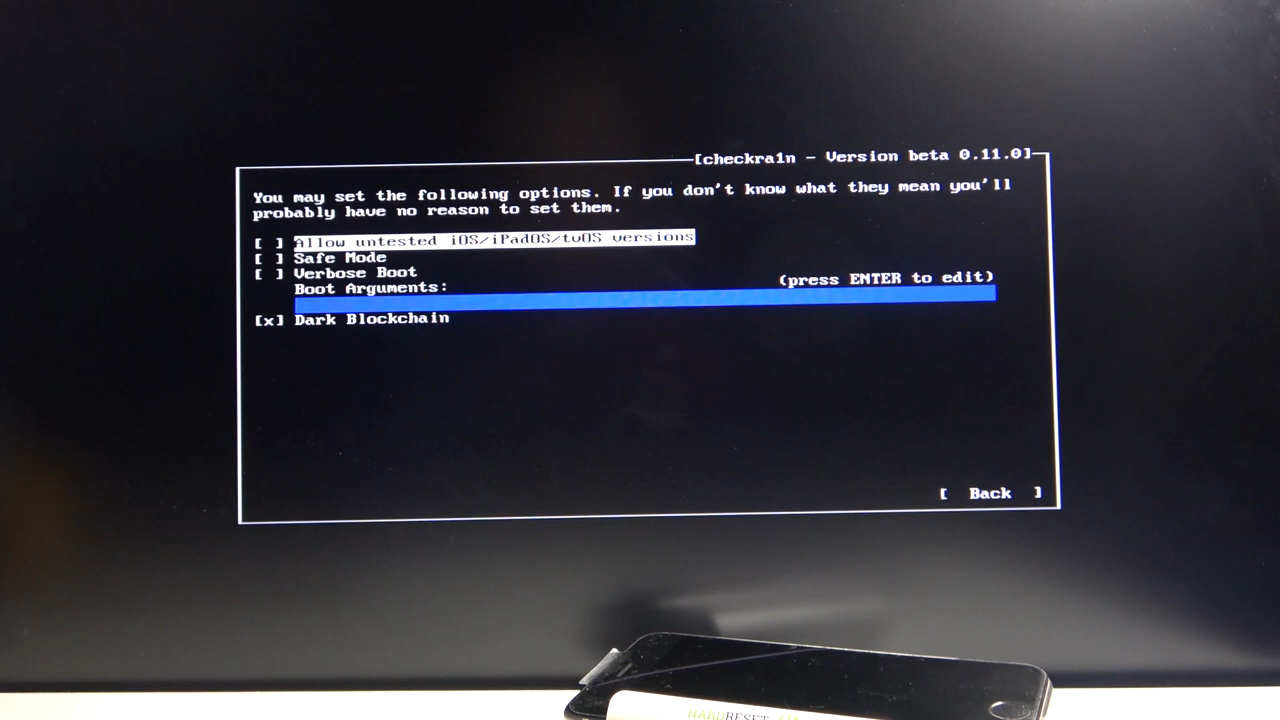 [checkra1n - Version beta 0.11.0]
You may set the following options. If you don't know what they mean you'll
probably have no reason to set them.
[ ] Allow untested iOS/iPadOS/tvOS versions
[ ] Safe Mode
[ ] Verbose Boot
Boot Arguments: (press ENTER to edit)
[x] Dark Blockchain
[ Back ]
HARDRESET